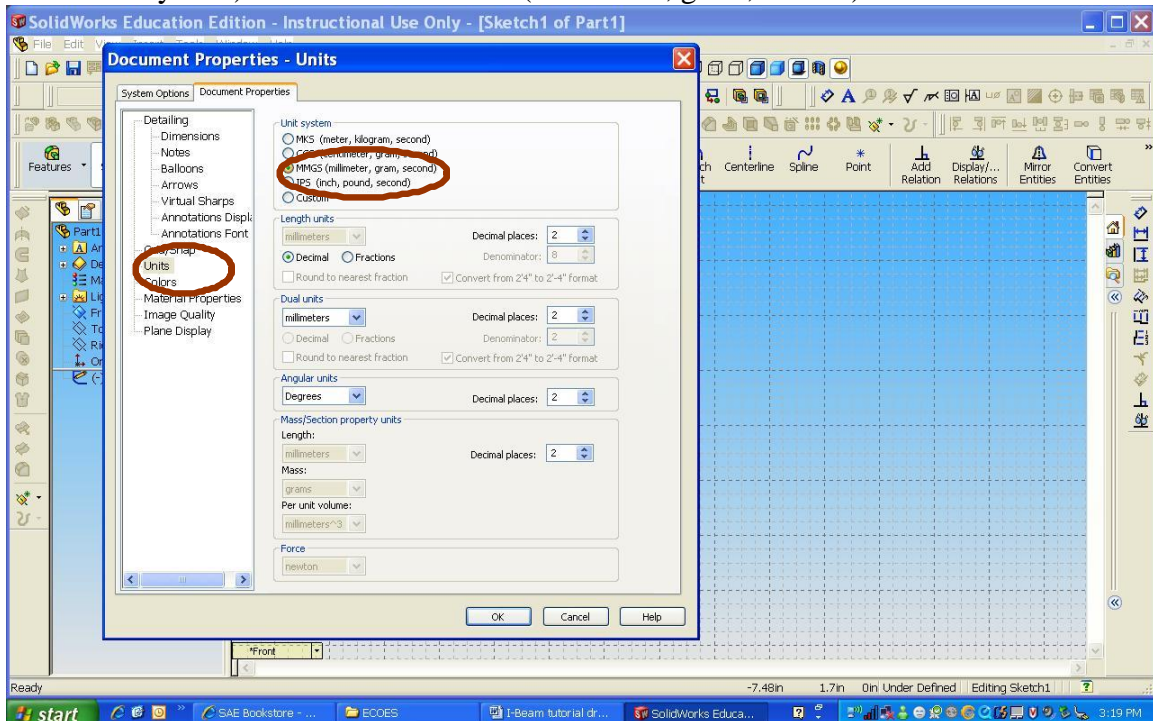 SolidWorks Education Edition - Instructional Use Only - [Sketch1 of Part1]
File Edit
Document Properties - Units
System Options Document Properties
Detailing
Dimensions
Notes
Balloons
Arrows
Virtual Sharps
Annotations Displ
Annotations Font
Grid/Snap
Units
Colors
Material Properties
Image Quality
Plane Display
Unit system
MKS (meter, kilogram, second)
CGS (centimeter, gram, second)
MMGS (millimeter, gram, second)
IPS (inch, pound, second)
Custom
Length units
millimeters Decimal places: 2
Decimal Fractions Denominator: 8
Round to nearest fraction Convert from 2'4" to 2'-4" format
Dual units
millimeters Decimal places: 2
Decimal Fractions Denominator: 2
Round to nearest fraction Convert from 2'4" to 2'-4" format
Angular units
Degrees Decimal places: 2
Mass/Section property units
Length:
millimeters Decimal places: 2
Mass:
grams
Per unit volume:
millimeters^3
Force
newton
OK Cancel Help
Features
Part1
ch Centerline Spline Point Add Relation Display/... Relations Mirror Entities Convert Entities
*Front
Ready -7.48in 1.7in 0in Under Defined Editing Sketch1
start SAE Bookstore - ... ECOES I-Beam tutorial dr... SolidWorks Educa... 3:19 PM